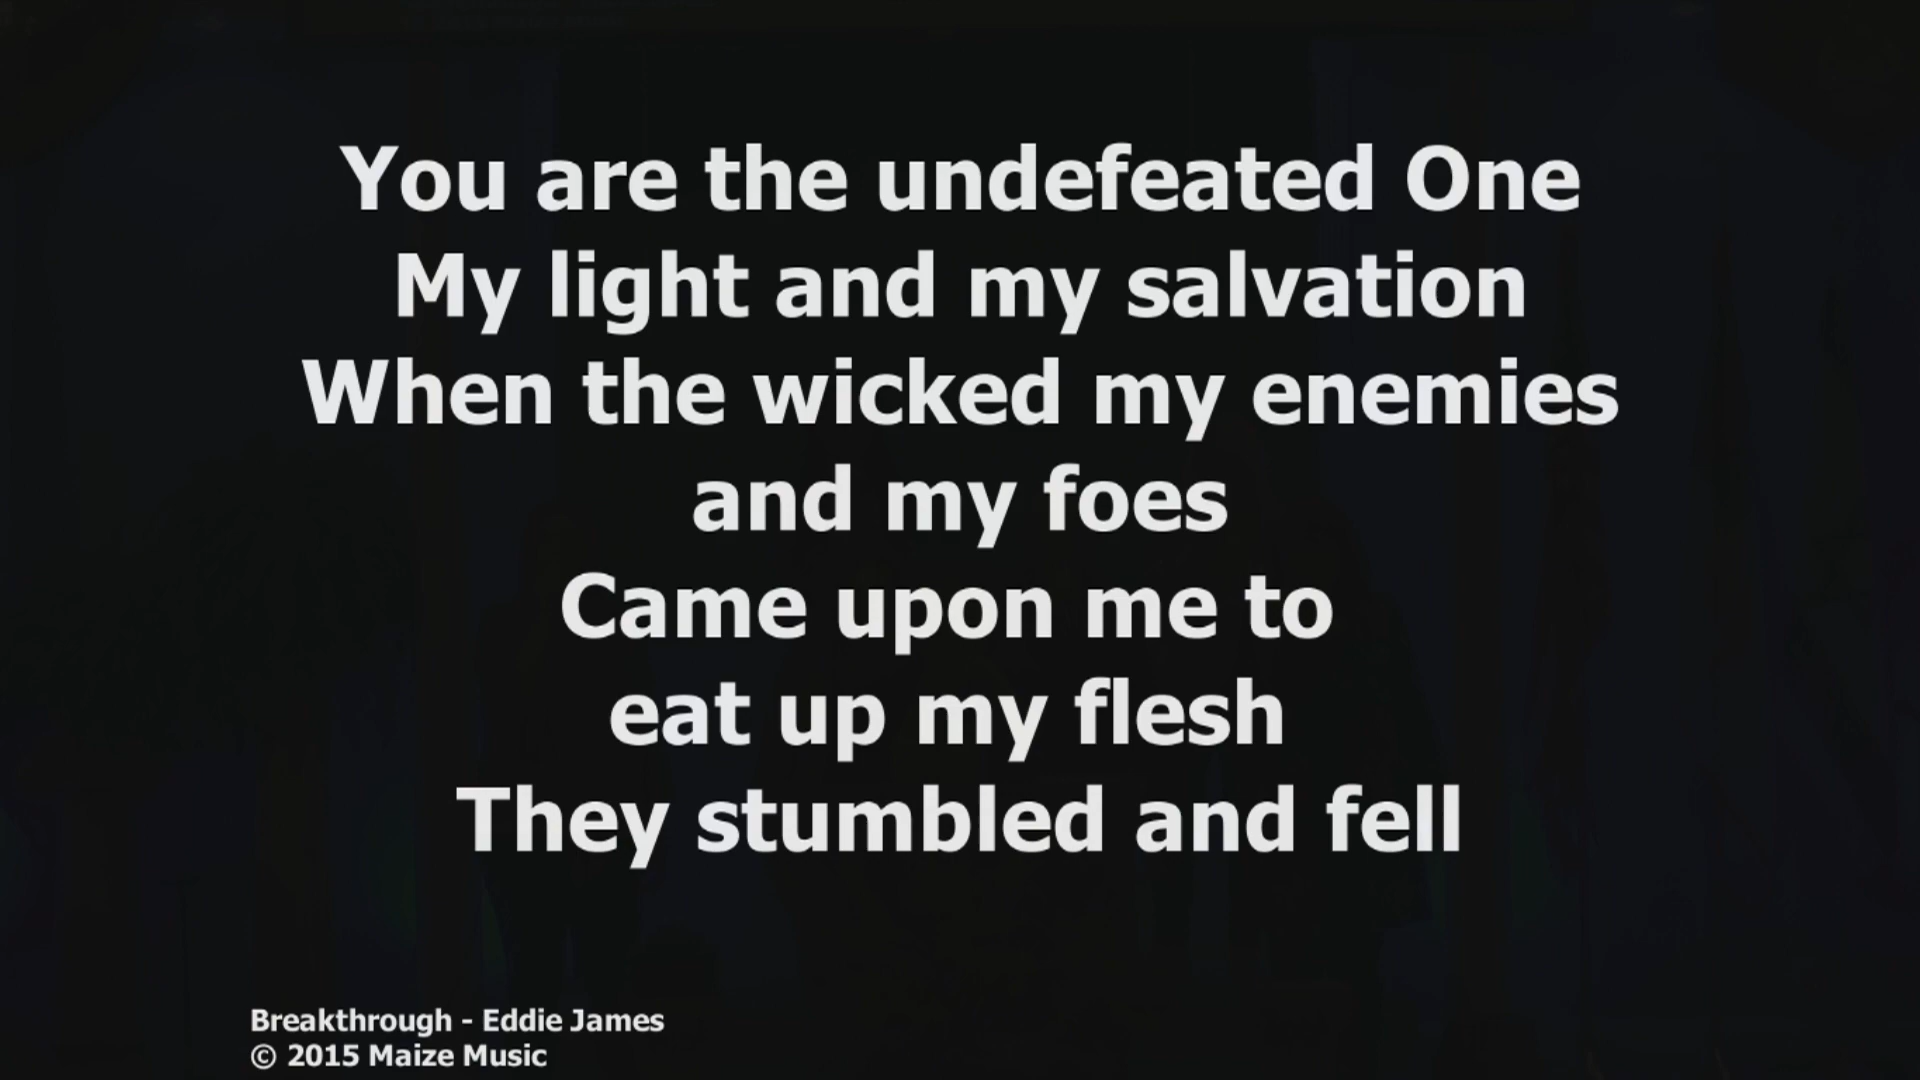 You are the undefeated One
My light and my salvation
When the wicked my enemies
and my foes
Came upon me to
eat up my flesh
They stumbled and fell
Breakthrough - Eddie James
© 2015 Maize Music